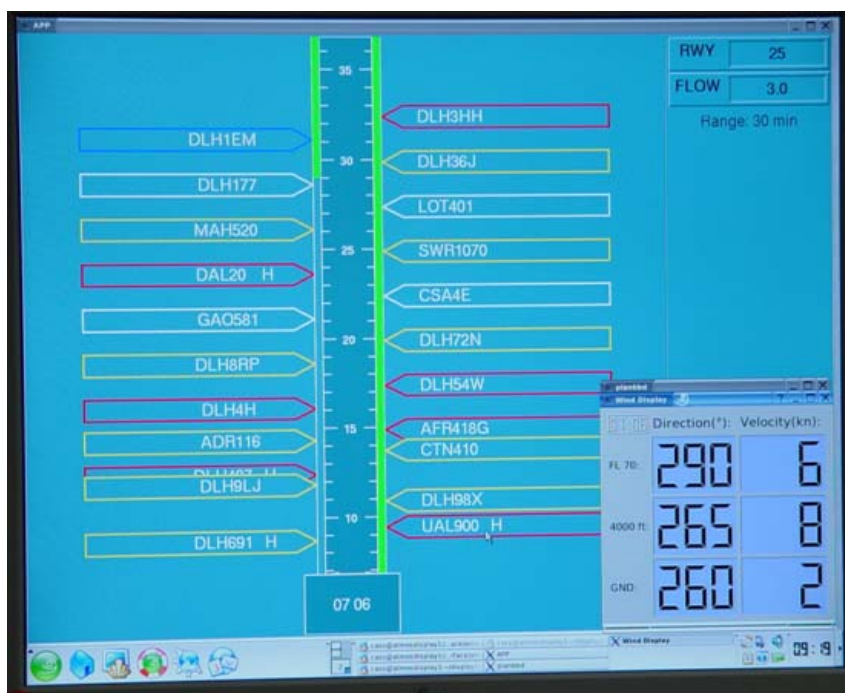 APP
RWY 25
FLOW 3.0
Range: 30 min
35
30
25
20
15
10
DLH1EM
DLH177
MAH520
DAL20 H
GAO581
DLH8RP
DLH4H
ADR116
DLH9LJ
DLH691 H
DLH3HH
DLH36J
LOT401
SWR1070
CSA4E
DLH72N
DLH54W
AFR418G
CTN410
DLH98X
UAL900 H
07 06
planbbd
Wind Display
Direction(°): Velocity(kn):
FL 70: 290 6
4000 ft: 265 8
GND: 260 2
Wind Display
09:19